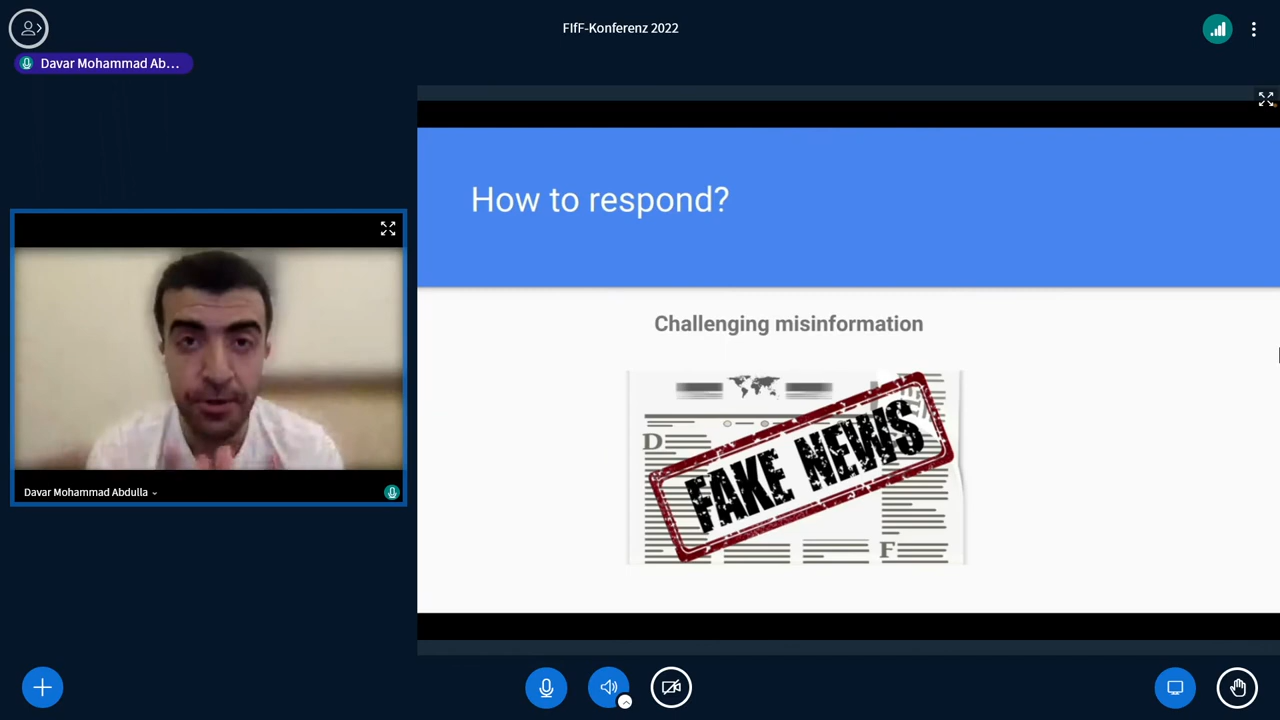 FIfF-Konferenz 2022
Davar Mohammad Ab…
How to respond?
Challenging misinformation
D
FAKE NEWS
F
Davar Mohammad Abdulla